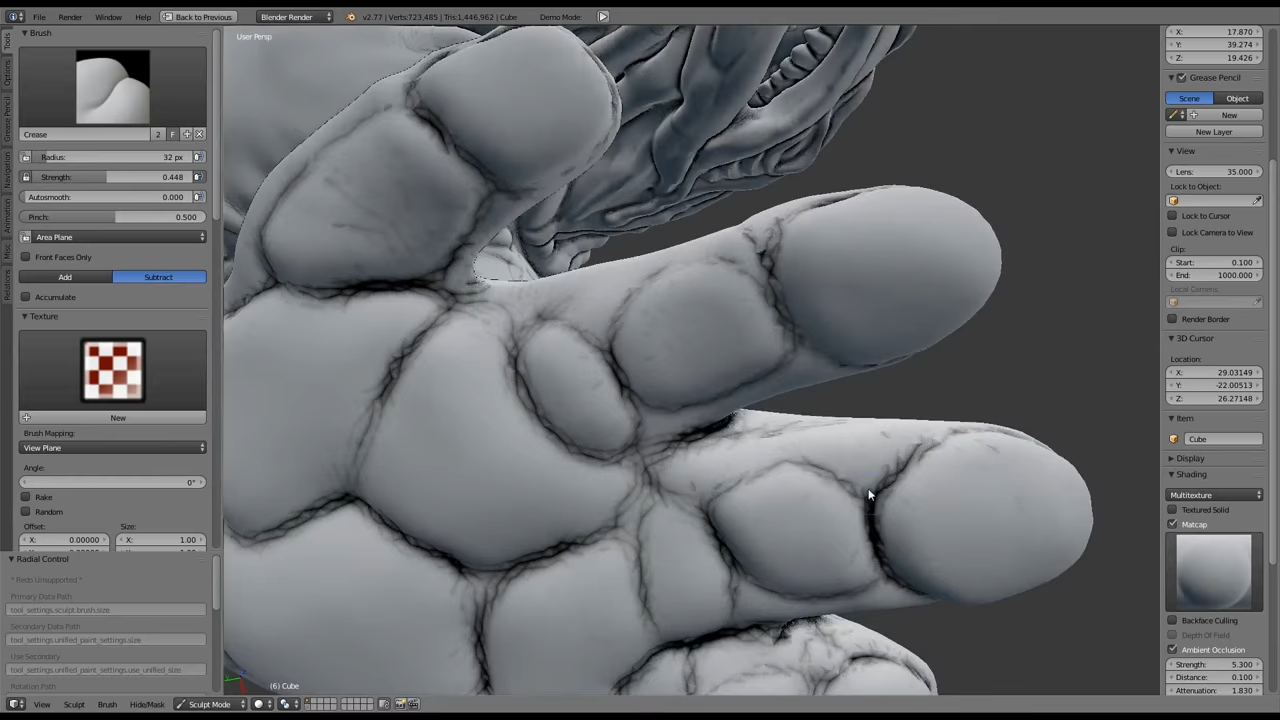 File Render Window Help Back to Previous Blender Render v2.77 | Verts:723,485 | Tris:1,446,962 | Cube Demo Mode:
Tools
Options
Grease Pencil
Navigation
Animation
Misc
Relations
Brush
Crease 2 F
Radius: 32 px
Strength: 0.448
Autosmooth: 0.000
Pinch: 0.500
Area Plane
Front Faces Only
Add Subtract
Accumulate
Texture
New
Brush Mapping:
View Plane
Angle:
0°
Rake
Random
Offset: Size:
X: 0.00000 X: 1.00
Radial Control
* Redo Unsupported *
Primary Data Path
tool_settings.sculpt.brush.size
Secondary Data Path
tool_settings.unified_paint_settings.size
Use Secondary
tool_settings.unified_paint_settings.use_unified_size
Rotation Path
User Persp
(6) Cube
View Sculpt Brush Hide/Mask Sculpt Mode
X: 17.870
Y: 39.274
Z: 19.426
Grease Pencil
Scene Object
New
New Layer
View
Lens: 35.000
Lock to Object:
Lock to Cursor
Lock Camera to View
Clip:
Start: 0.100
End: 1000.000
Local Camera:
Render Border
3D Cursor
Location:
X: 29.03149
Y: -22.00513
Z: 26.27148
Item
Cube
Display
Shading
Multitexture
Textured Solid
Matcap
Backface Culling
Depth Of Field
Ambient Occlusion
Strength: 5.300
Distance: 0.100
Attenuation: 1.830